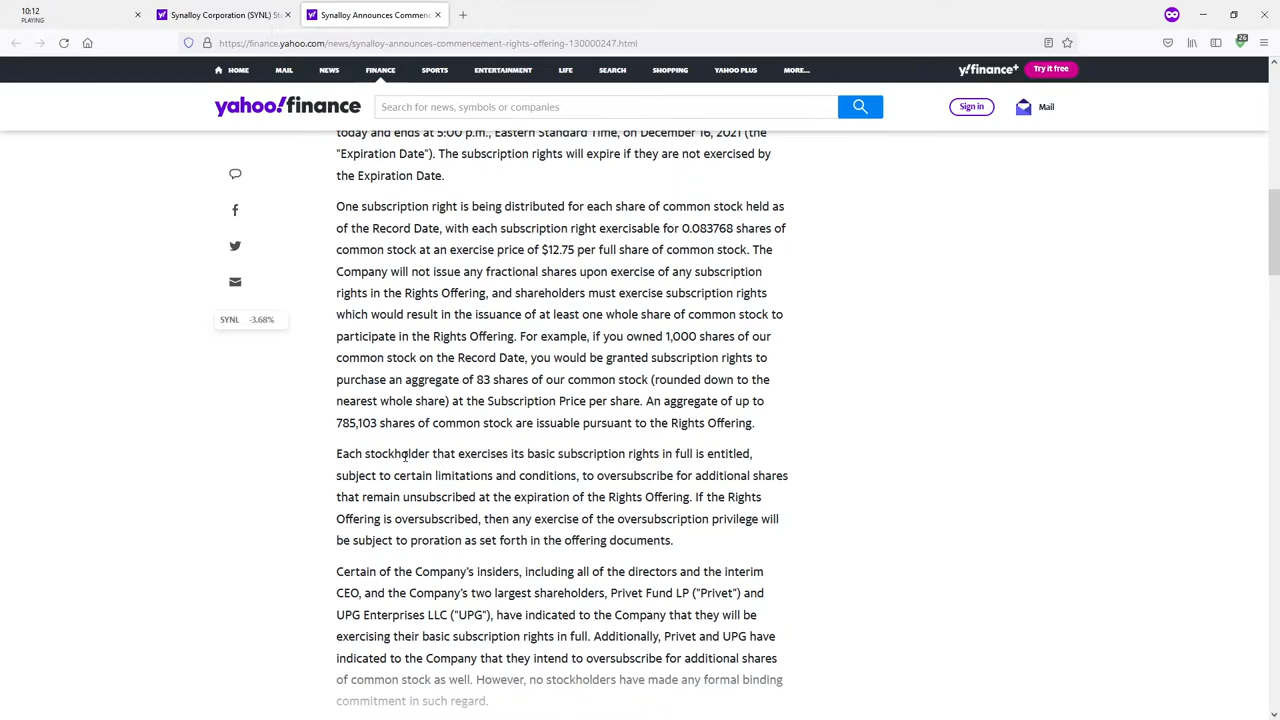 10:12
PLAYING
Synalloy Corporation (SYNL) St
Synalloy Announces Commenc
https://finance.yahoo.com/news/synalloy-announces-commencement-rights-offering-130000247.html
26
HOME MAIL NEWS FINANCE SPORTS ENTERTAINMENT LIFE SEARCH SHOPPING YAHOO PLUS MORE...
y!finance+ Try it free
yahoo!finance
Search for news, symbols or companies
Sign in
Mail
today and ends at 5:00 p.m., Eastern Standard Time, on December 16, 2021 (the
"Expiration Date"). The subscription rights will expire if they are not exercised by
the Expiration Date.
One subscription right is being distributed for each share of common stock held as
of the Record Date, with each subscription right exercisable for 0.083768 shares of
common stock at an exercise price of $12.75 per full share of common stock. The
Company will not issue any fractional shares upon exercise of any subscription
rights in the Rights Offering, and shareholders must exercise subscription rights
which would result in the issuance of at least one whole share of common stock to
participate in the Rights Offering. For example, if you owned 1,000 shares of our
common stock on the Record Date, you would be granted subscription rights to
purchase an aggregate of 83 shares of our common stock (rounded down to the
nearest whole share) at the Subscription Price per share. An aggregate of up to
785,103 shares of common stock are issuable pursuant to the Rights Offering.
SYNL -3.68%
Each stockholder that exercises its basic subscription rights in full is entitled,
subject to certain limitations and conditions, to oversubscribe for additional shares
that remain unsubscribed at the expiration of the Rights Offering. If the Rights
Offering is oversubscribed, then any exercise of the oversubscription privilege will
be subject to proration as set forth in the offering documents.
Certain of the Company's insiders, including all of the directors and the interim
CEO, and the Company's two largest shareholders, Privet Fund LP ("Privet") and
UPG Enterprises LLC ("UPG"), have indicated to the Company that they will be
exercising their basic subscription rights in full. Additionally, Privet and UPG have
indicated to the Company that they intend to oversubscribe for additional shares
of common stock as well. However, no stockholders have made any formal binding
commitment in such regard.